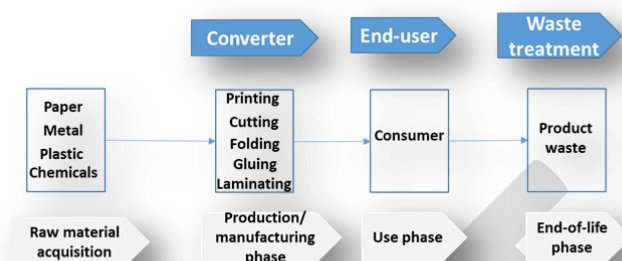 Converter
End-user
Waste
treatment
Paper
Metal
Plastic
Chemicals
Printing
Cutting
Folding
Gluing
Laminating
Consumer
Product
waste
Raw material
acquisition
Production/
manufacturing
phase
Use phase
End-of-life
phase